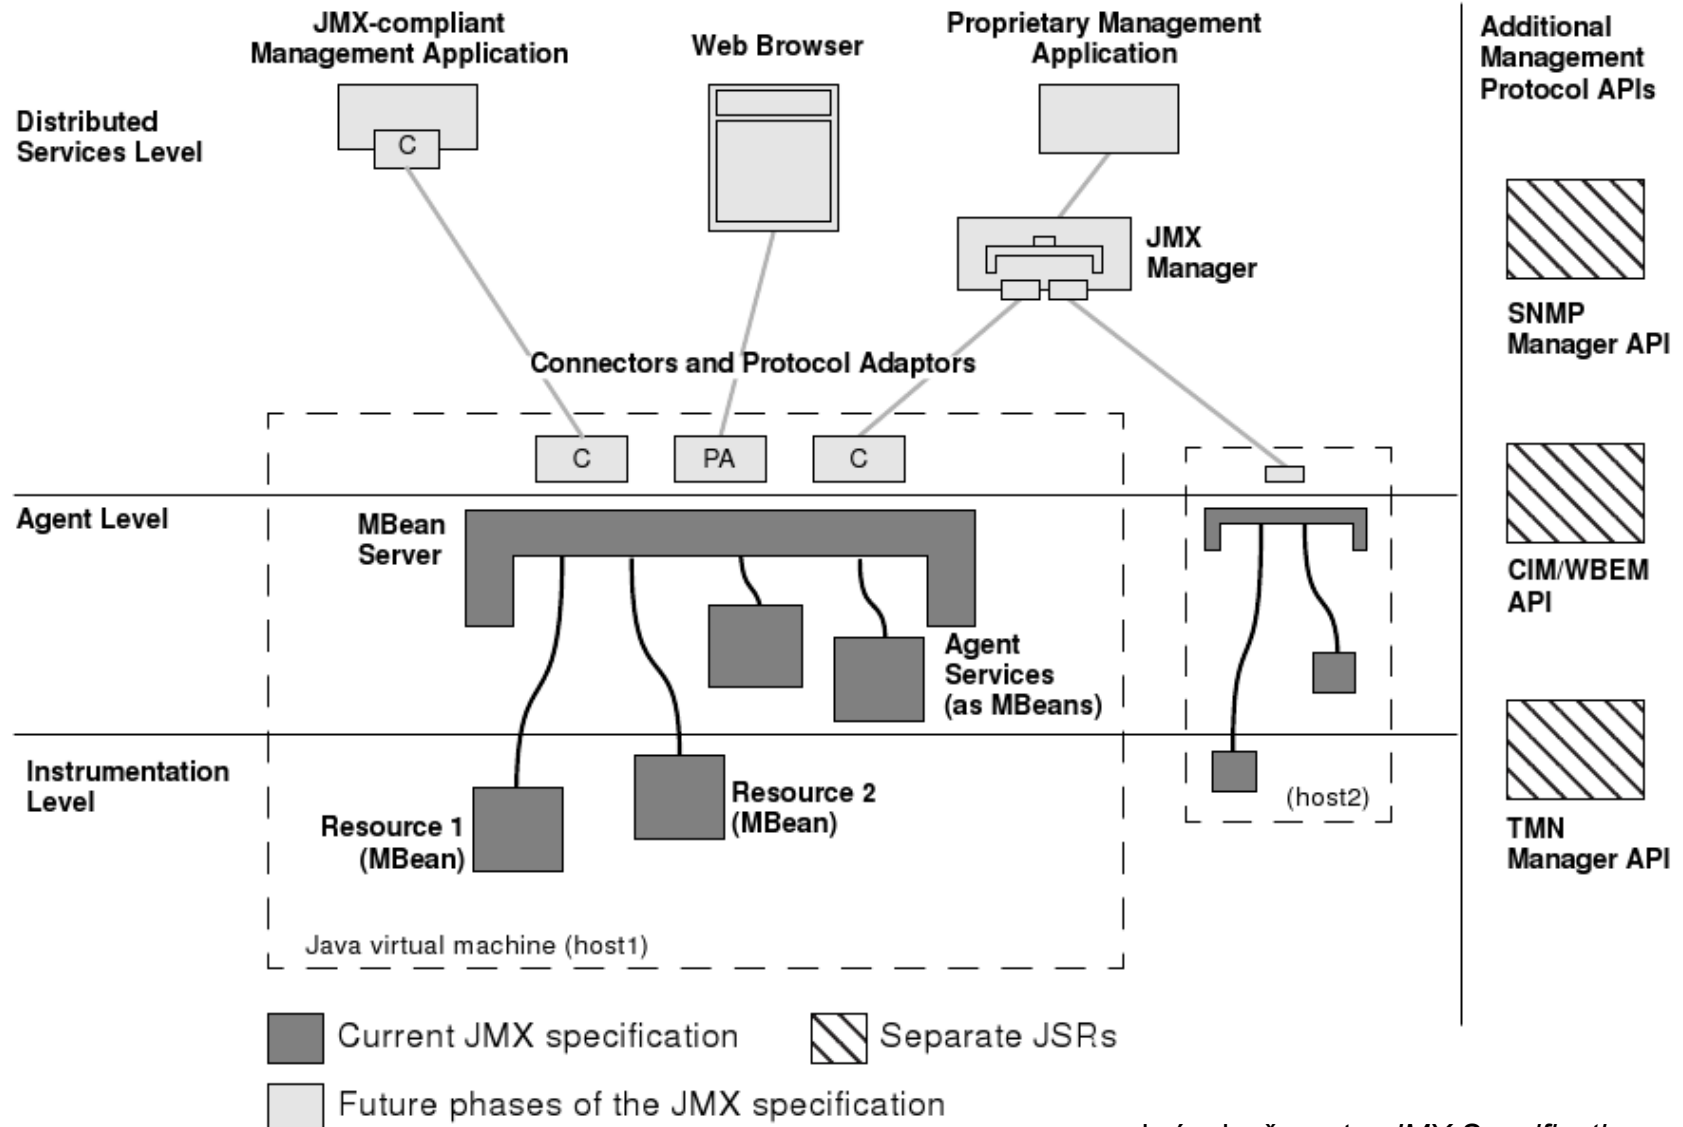 JMX-compliant
Management Application
Web Browser
Proprietary Management
Application
Additional
Management
Protocol APIs
Distributed
Services Level
C
JMX
Manager
SNMP
Manager API
Connectors and Protocol Adaptors
C
PA
C
Agent Level
MBean
Server
CIM/WBEM
API
Agent
Services
(as MBeans)
Instrumentation
Level
Resource 1
(MBean)
Resource 2
(MBean)
(host2)
TMN
Manager API
Java virtual machine (host1)
Current JMX specification
Separate JSRs
Future phases of the JMX specification
JMX